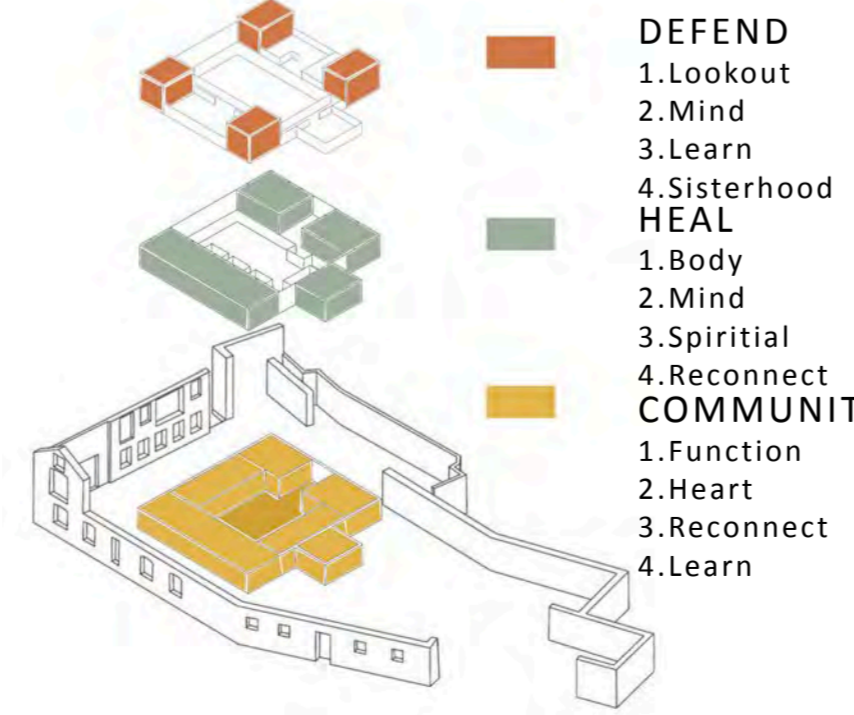 DEFEND
1.Lookout
2.Mind
3.Learn
4.Sisterhood
HEAL
1.Body
2.Mind
3.Spiritial
4.Reconnect
COMMUNIT
1.Function
2.Heart
3.Reconnect
4.Learn